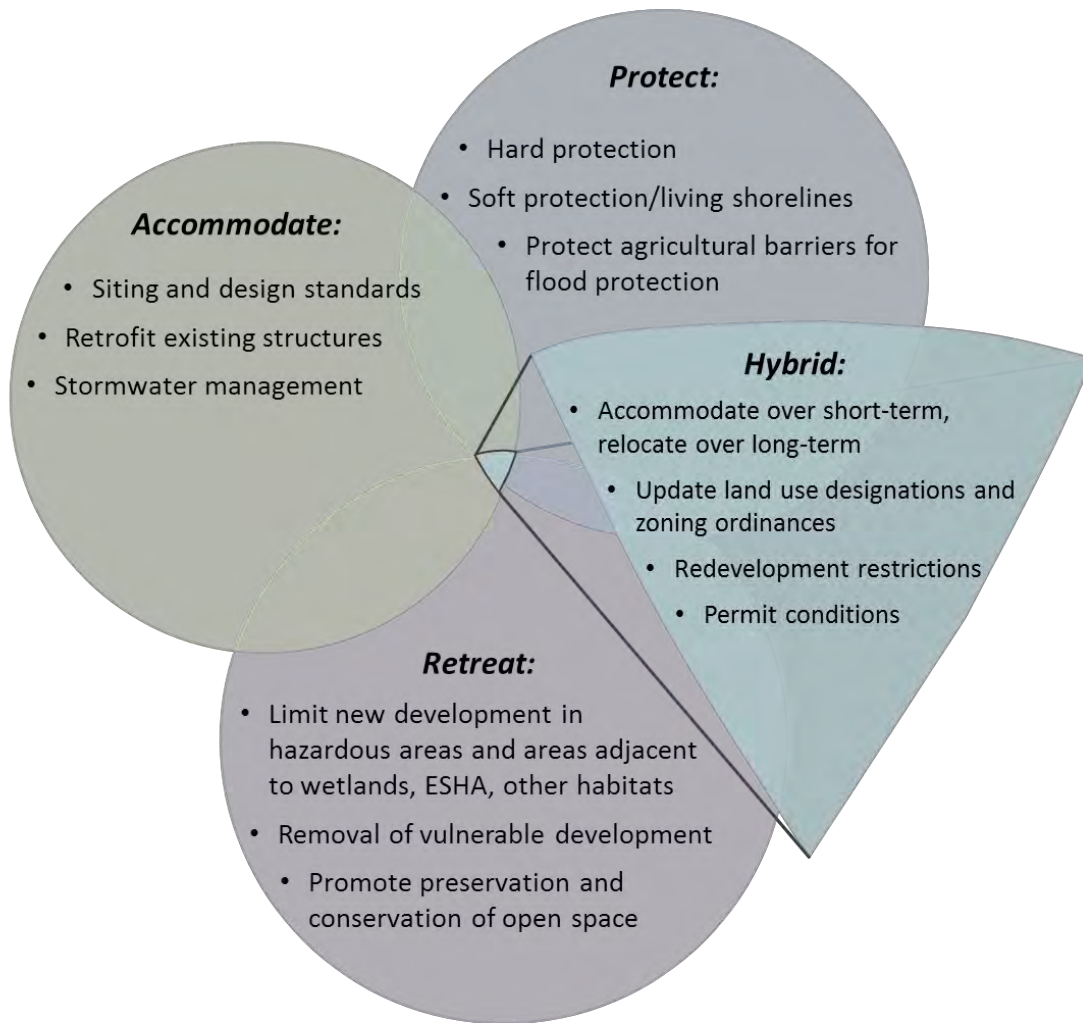 Protect:
• Hard protection
• Soft protection/living shorelines
• Protect agricultural barriers for
flood protection
Accommodate:
• Siting and design standards
• Retrofit existing structures
• Stormwater management
Hybrid:
• Accommodate over short-term,
relocate over long-term
• Update land use designations and
zoning ordinances
• Redevelopment restrictions
• Permit conditions
Retreat:
• Limit new development in
hazardous areas and areas adjacent
to wetlands, ESHA, other habitats
• Removal of vulnerable development
• Promote preservation and
conservation of open space